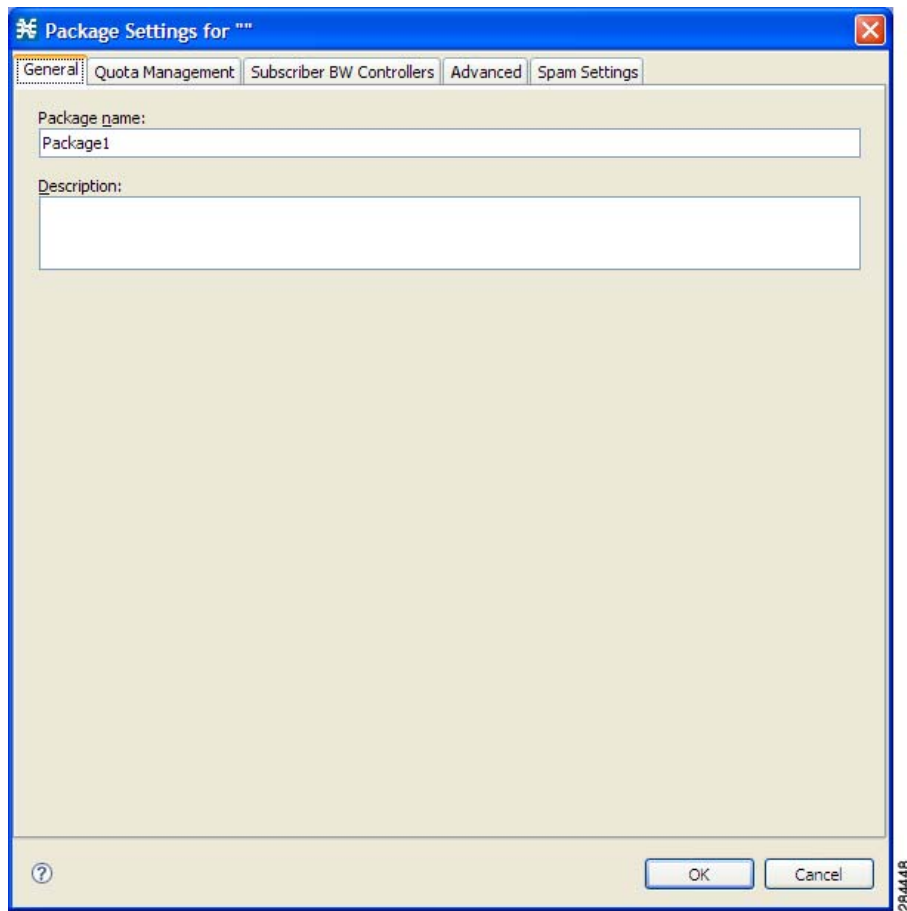 Package Settings for ""
General Quota Management Subscriber BW Controllers Advanced Spam Settings
Package name:
Package1
Description:
?
OK Cancel
284448